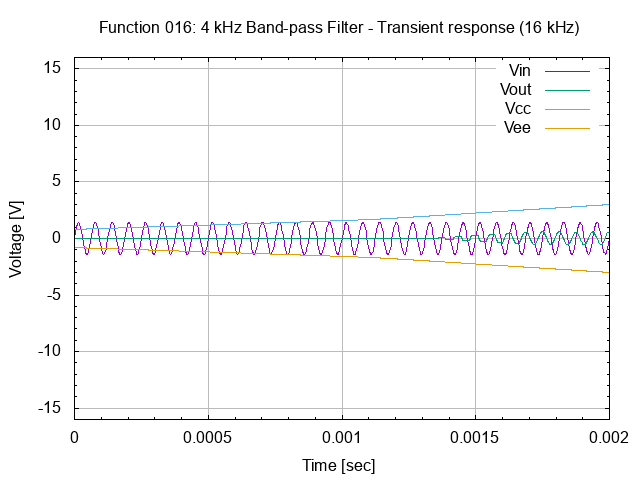 Function 016: 4 kHz Band-pass Filter - Transient response (16 kHz)
Vin
Vout
Vcc
Vee
15
10
5
0
-5
-10
-15
Voltage [V]
0 0.0005 0.001 0.0015 0.002
Time [sec]